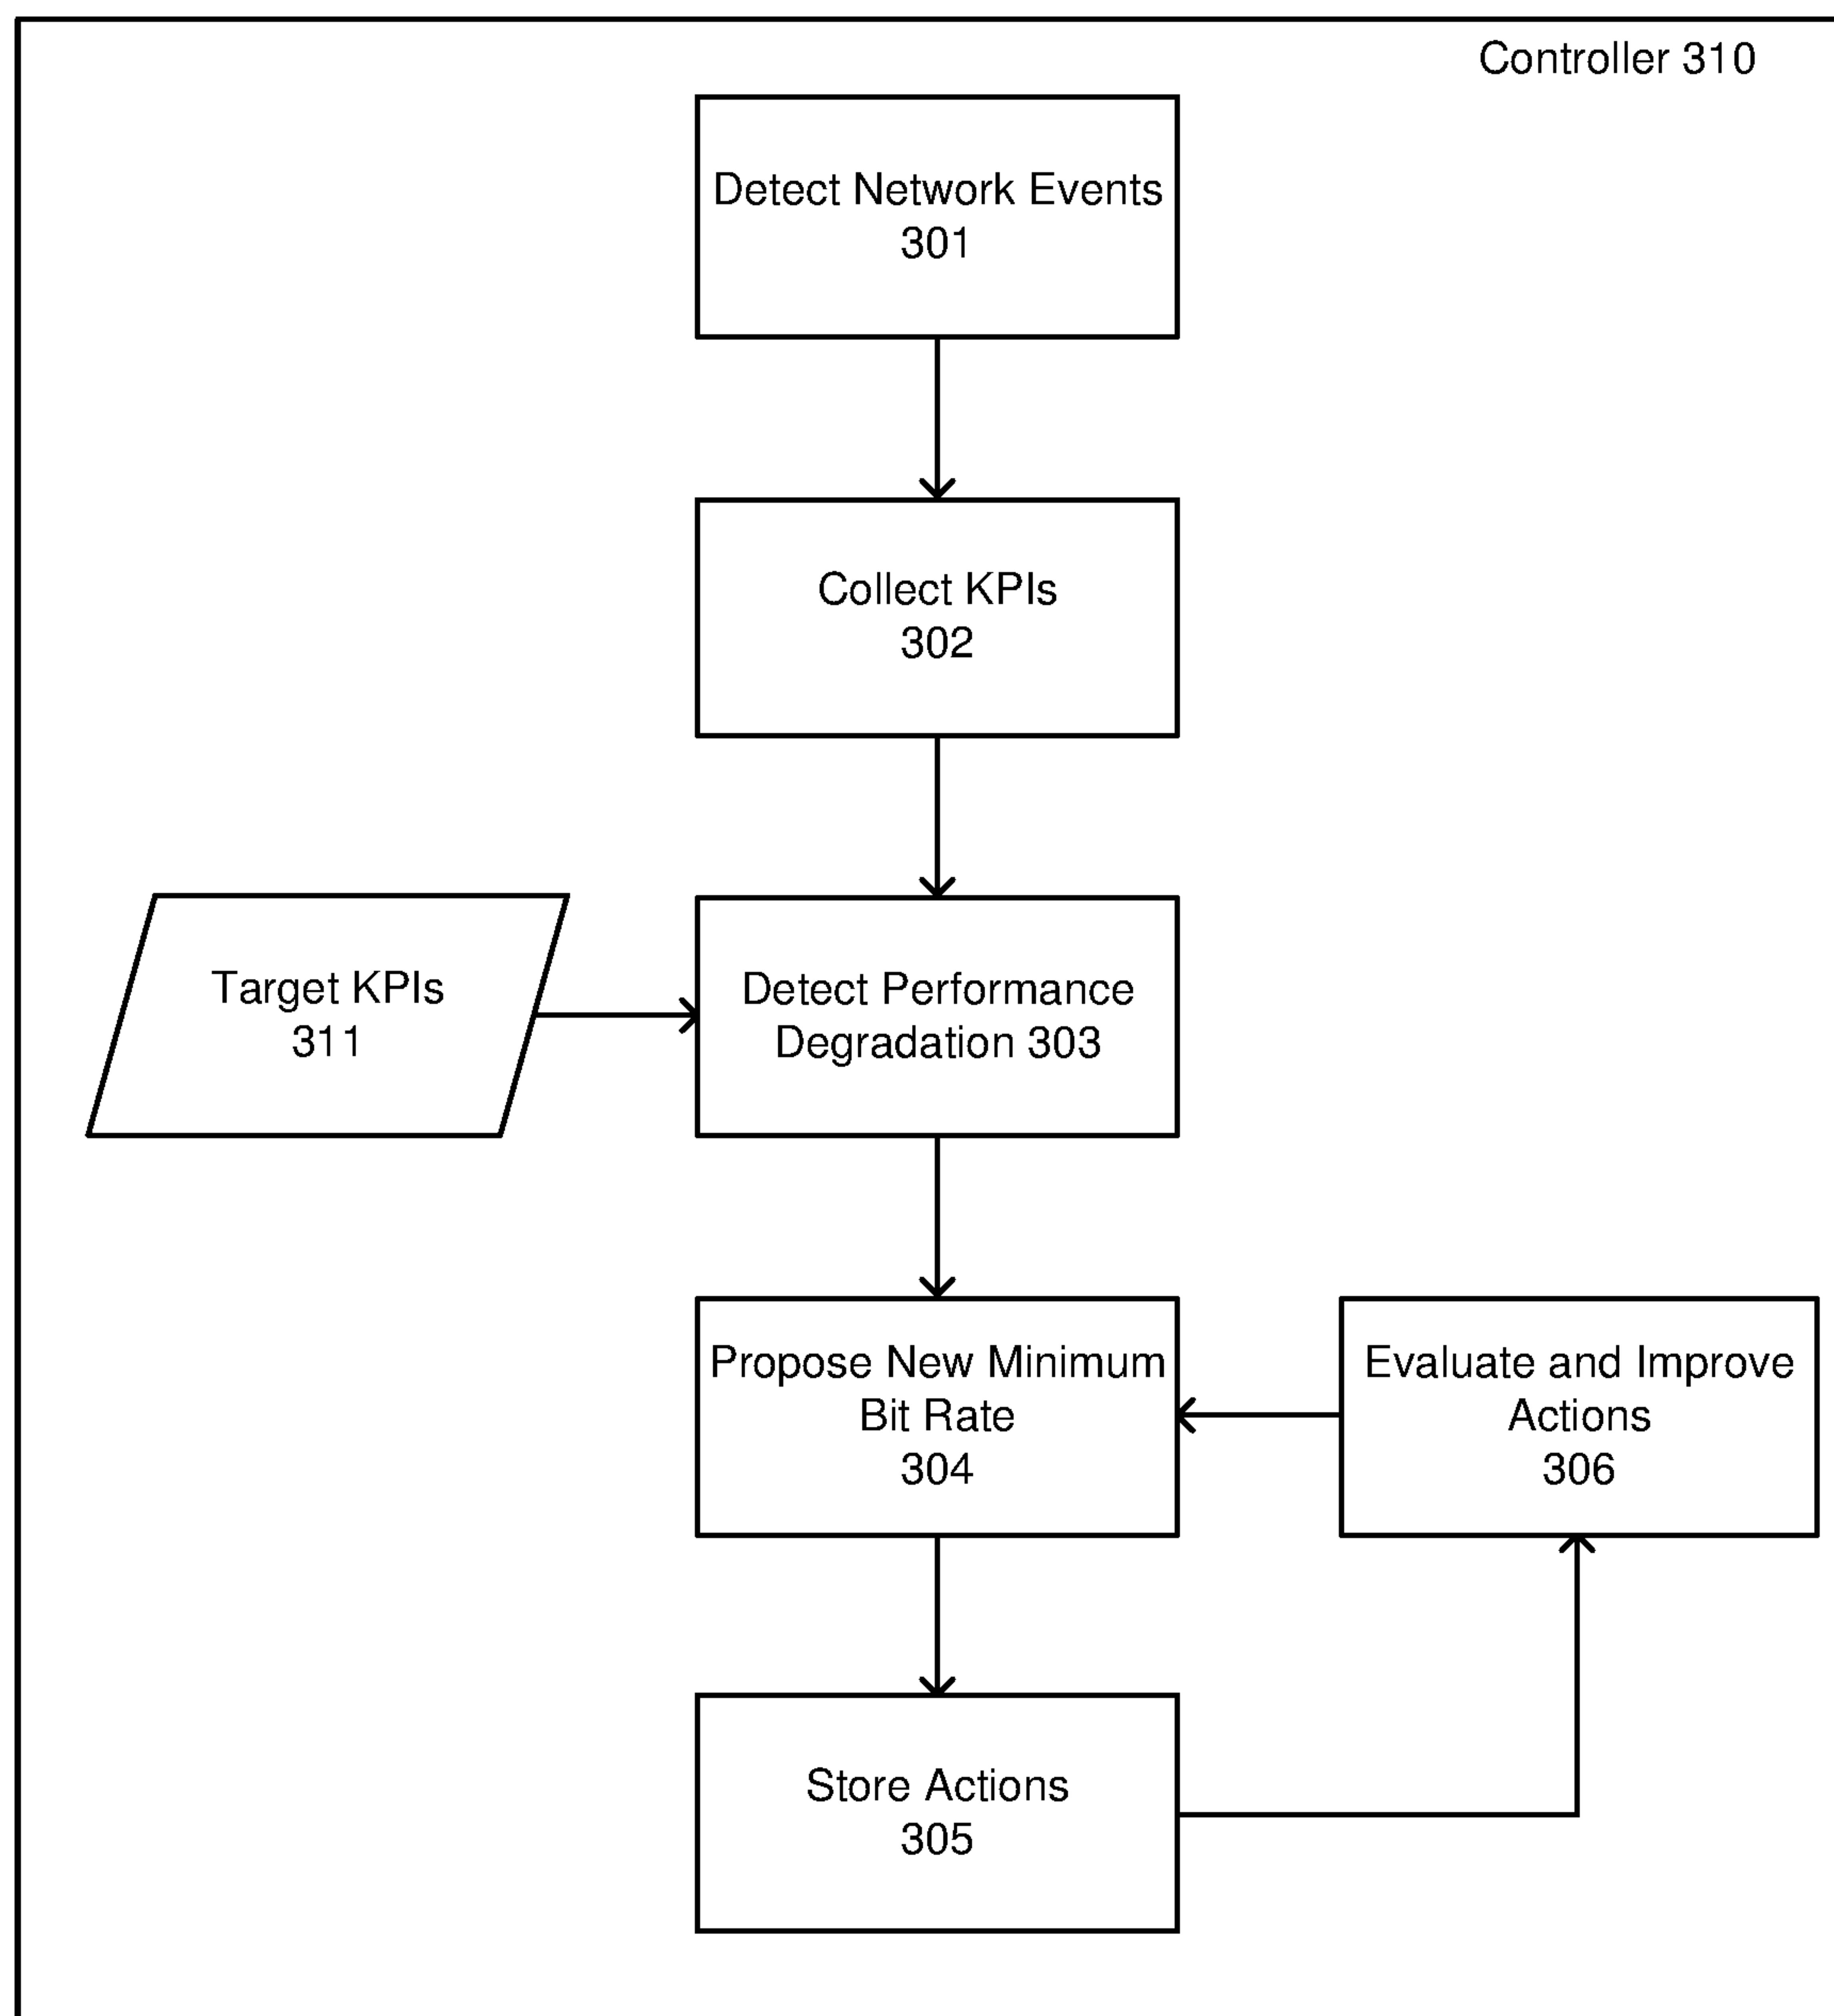 Controller 310
Detect Network Events
301
Collect KPIs
302
Target KPIs
311
Detect Performance
Degradation 303
Propose New Minimum
Bit Rate
304
Evaluate and Improve
Actions
306
Store Actions
305